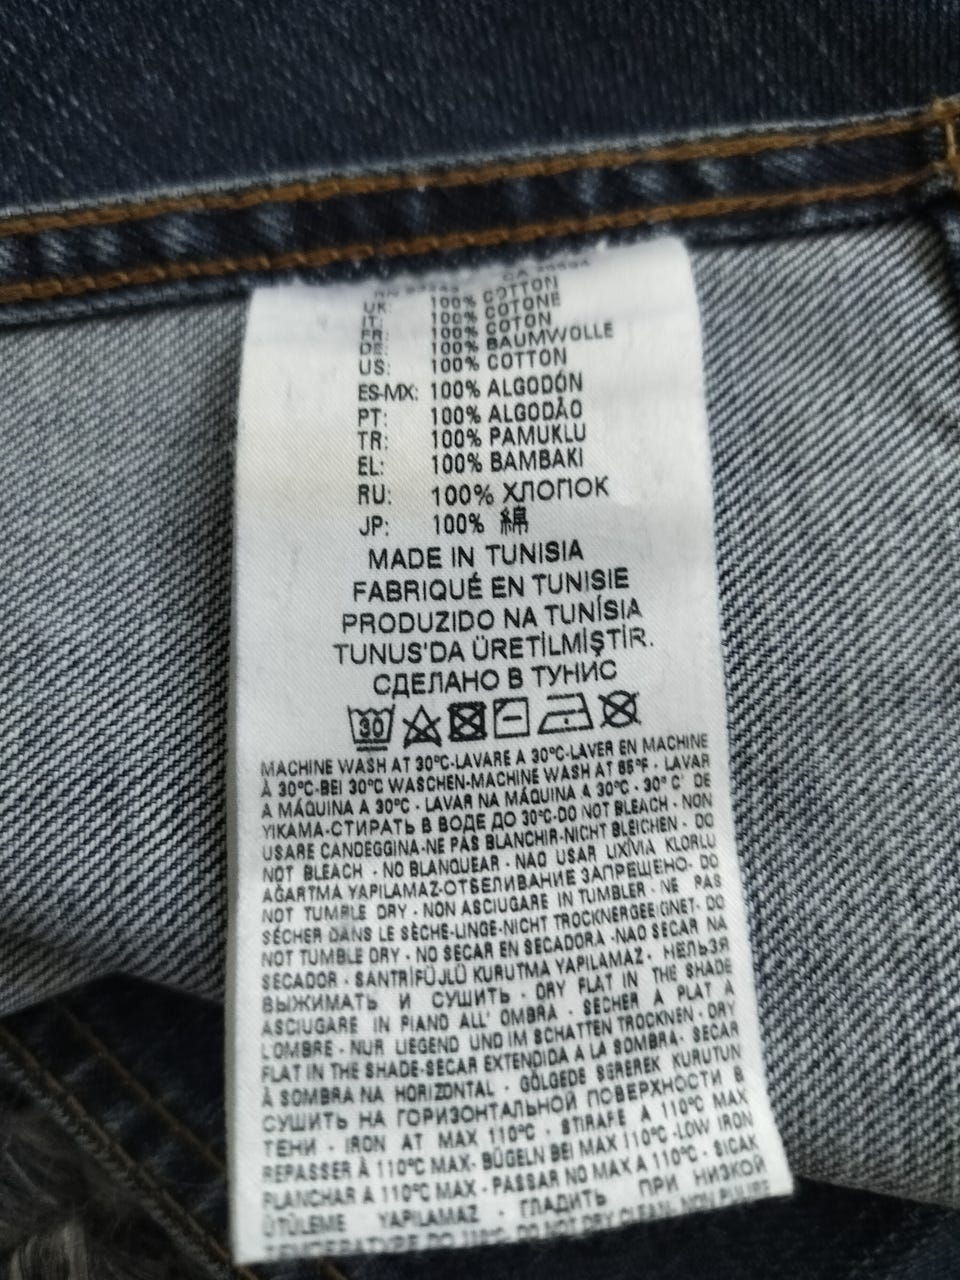 UK: 100% COTTON
IT: 100% COTONE
FR: 100% COTON
DE: 100% BAUMWOLLE
US: 100% COTTON
ES-MX: 100% ALGODÓN
PT: 100% ALGODÃO
TR: 100% PAMUKLU
EL: 100% BAMBAKI
RU: 100% ХЛОПОК
JP: 100% 綿
MADE IN TUNISIA
FABRIQUÉ EN TUNISIE
PRODUZIDO NA TUNÍSIA
TUNUS'DA ÜRETİLMİŞTİR.
СДЕЛАНО В ТУНИС
30
MACHINE WASH AT 30°C-LAVARE A 30°C-LAVER EN MACHINE
À 30°C-BEI 30°C WASCHEN-MACHINE WASH AT 85°F - LAVAR
A MÁQUINA A 30°C - LAVAR NA MÁQUINA A 30°C - 30° C' DE
YIKAMA-СТИРАТЬ В ВОДЕ ДО 30°C-DO NOT BLEACH - NON
USARE CANDEGGINA-NE PAS BLANCHIR-NICHT BLEICHEN - DO
NOT BLEACH - NO BLANQUEAR - NAO USAR LIXIVIA KLORLU
AĞARTMA YAPILAMAZ-ОТБЕЛИВАНИЕ ЗАПРЕЩЕНО- DO
NOT TUMBLE DRY - NON ASCIUGARE IN TUMBLER - NE PAS
SÉCHER DANS LE SÈCHE-LINGE-NICHT TROCKNERGEEIGNET- DO
NOT TUMBLE DRY - NO SECAR EN SECADORA -NAO SECAR NA
SECADOR - SANTRİFÜJLÜ KURUTMA YAPILAMAZ - НЕЛЬЗЯ
ВЫЖИМАТЬ И СУШИТЬ - DRY FLAT IN THE SHADE
ASCIUGARE IN PIANO ALL' OMBRA - SÉCHER À PLAT À
L'OMBRE - NUR LIEGEND UND IM SCHATTEN TROCKNEN - DRY
FLAT IN THE SHADE-SECAR EXTENDIDA A LA SOMBRA- SECAR
À SOMBRA NA HORIZONTAL - GÖLGEDE SEREREK KURUTUN
СУШИТЬ НА ГОРИЗОНТАЛЬНОЙ ПОВЕРХНОСТИ В
ТЕНИ - IRON AT MAX 110°C - STIRARE A 110°C MAX
REPASSER À 110°C MAX- BÜGELN BEI MAX 110°C -LOW IRON
PLANCHAR A 110°C MAX - PASSAR NO MAX A 110°C - SICAK
ÜTÜLEME YAPILAMAZ - ГЛАДИТЬ ПРИ НИЗКОЙ
DO NOT DRY CLEAN